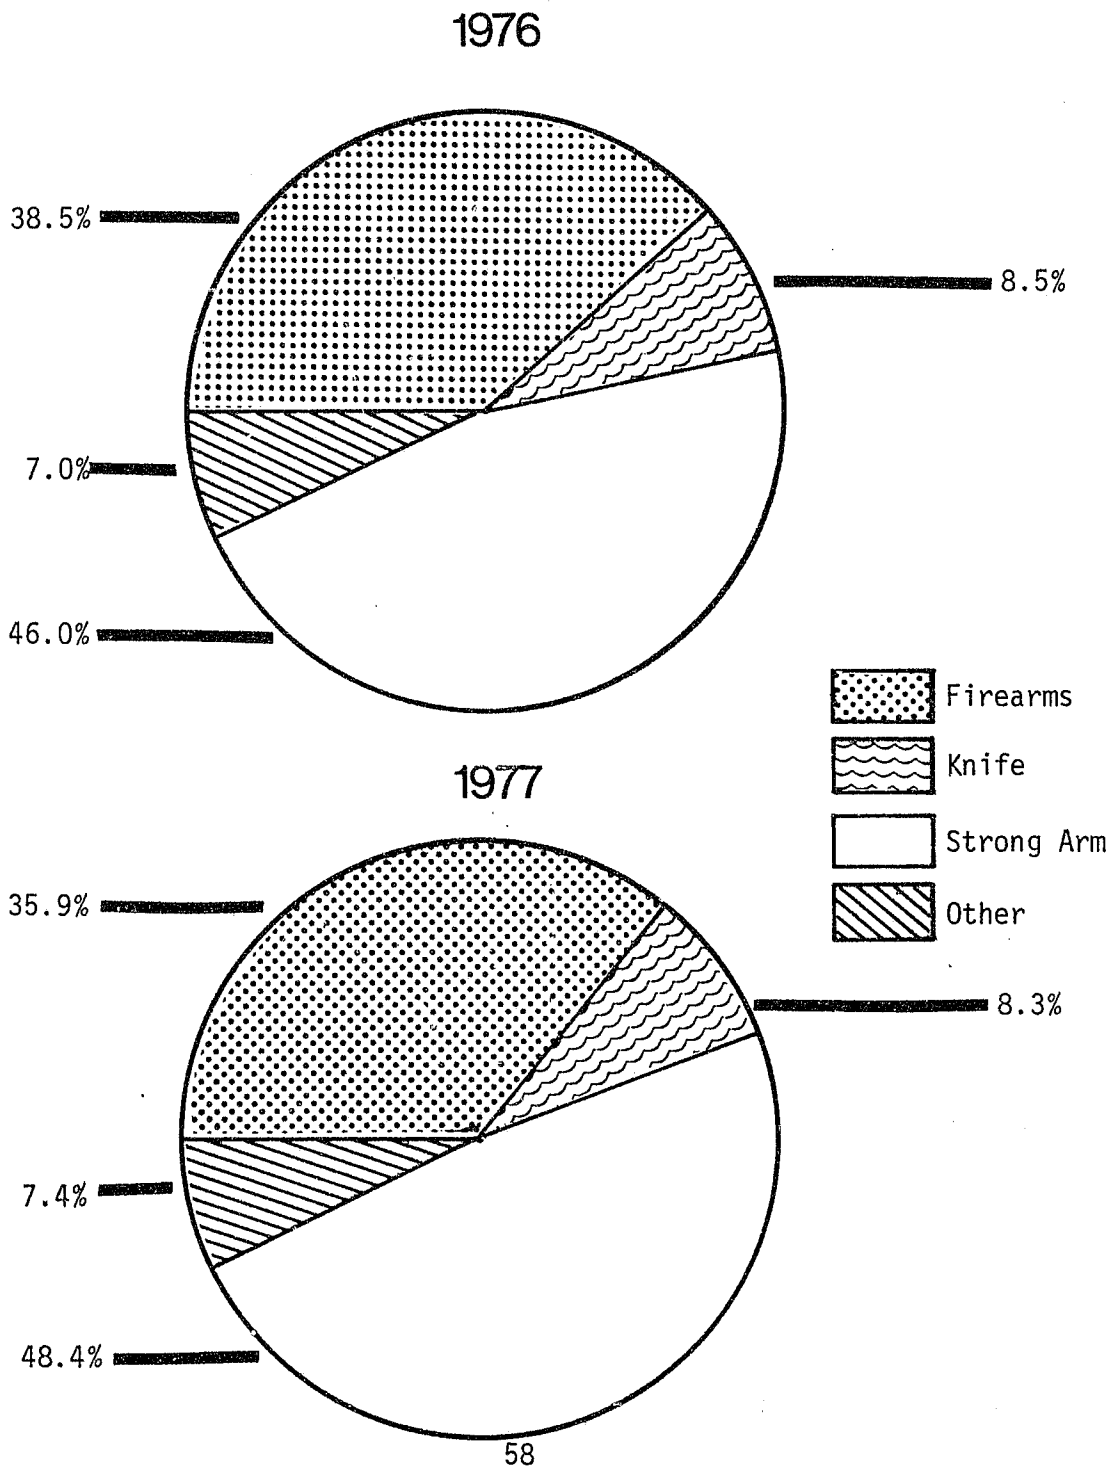 1976
38.5%
8.5%
7.0%
46.0%
Firearms
Knife
Strong Arm
Other
1977
35.9%
8.3%
7.4%
48.4%
58